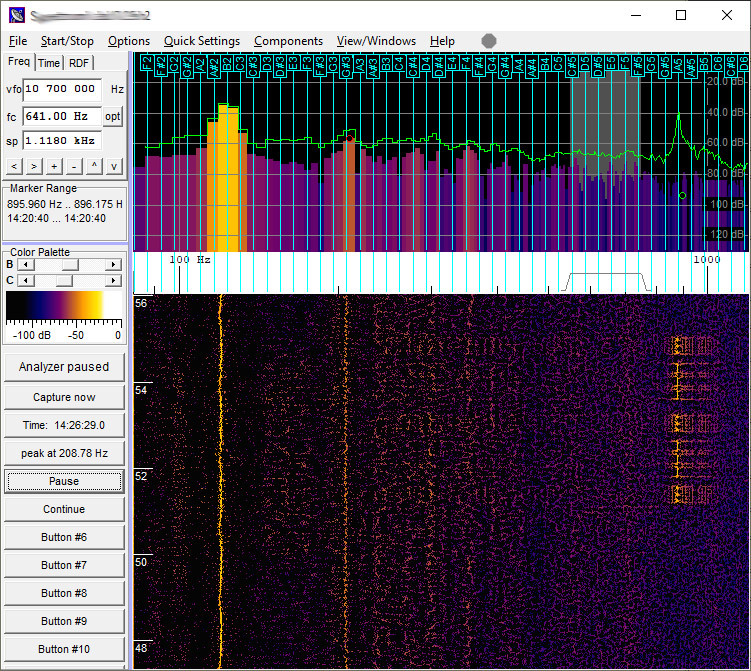 File Start/Stop Options Quick Settings Components View/Windows Help
Freq Time RDF
vfo 10 700 000 Hz
fc 641.00 Hz opt
sp 1.1180 kHz
< > + - ^ v
Marker Range
895.960 Hz .. 896.175 H
14:20:40 ... 14:20:40
Color Palette
B
C
-100 dB -50 0
Analyzer paused
Capture now
Time: 14:26:29.0
peak at 208.78 Hz
Pause
Continue
Button #6
Button #7
Button #8
Button #9
Button #10
F2 F#2 G2 G#2 A2 A#2 B2 C3 C#3 D3 D#3 E3 F3 F#3 G3 G#3 A3 A#3 B3 C4 C#4 D4 D#4 E4 F4 F#4 G4 G#4 A4 A#4 B4 C5 C#5 D5 D#5 E5 F5 F#5 G5 G#5 A5 A#5 B5 C6 C#6 D6
-20.0 dB
-40.0 dB
-60.0 dB
-80.0 dB
-100 dB
-120 dB
100 Hz 1000
56
54
52
50
48